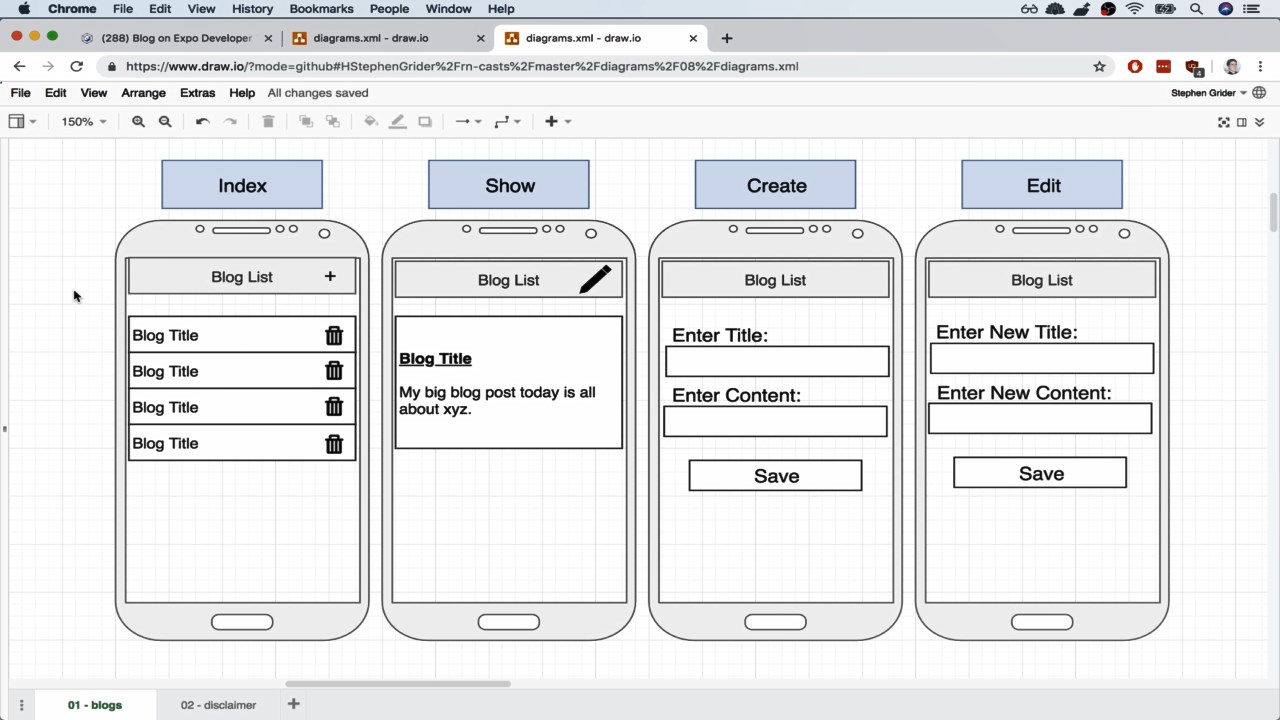 Chrome File Edit View History Bookmarks People Window Help
(288) Blog on Expo Developer
diagrams.xml - draw.io
diagrams.xml - draw.io
https://www.draw.io/?mode=github#HStephenGrider%2Frn-casts%2Fmaster%2Fdiagrams%2F08%2Fdiagrams.xml
4
File Edit View Arrange Extras Help All changes saved
Stephen Grider
150%
Index
Show
Create
Edit
Blog List +
Blog Title
Blog Title
Blog Title
Blog Title
Blog List
Blog Title
My big blog post today is all
about xyz.
Blog List
Enter Title:
Enter Content:
Save
Blog List
Enter New Title:
Enter New Content:
Save
01 - blogs
02 - disclaimer